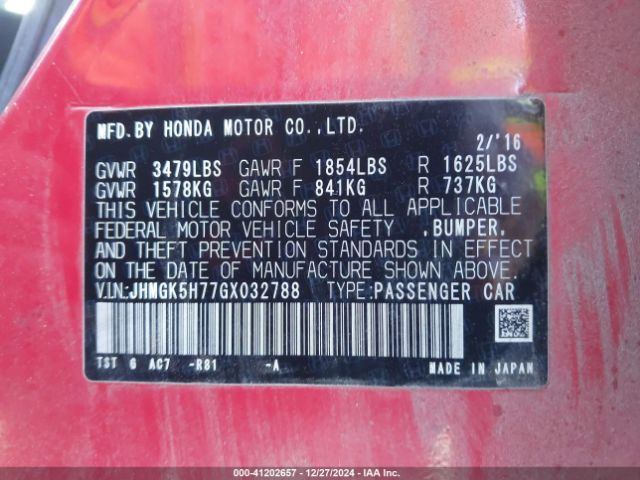 MFD.BY HONDA MOTOR CO.,LTD.
2/'16
GVWR 3479LBS GAWR F 1854LBS R 1625LBS
GVWR 1578KG GAWR F 841KG R 737KG
THIS VEHICLE CONFORMS TO ALL APPLICABLE
FEDERAL MOTOR VEHICLE SAFETY ,BUMPER,
AND THEFT PREVENTION STANDARDS IN EFFECT
ON THE DATE OF MANUFACTURE SHOWN ABOVE.
VIN:JHMGK5H77GX032788 TYPE:PASSENGER CAR
TST G AC7 -R81 -A MADE IN JAPAN
000-41202657 - 12/27/2024 - IAA Inc.